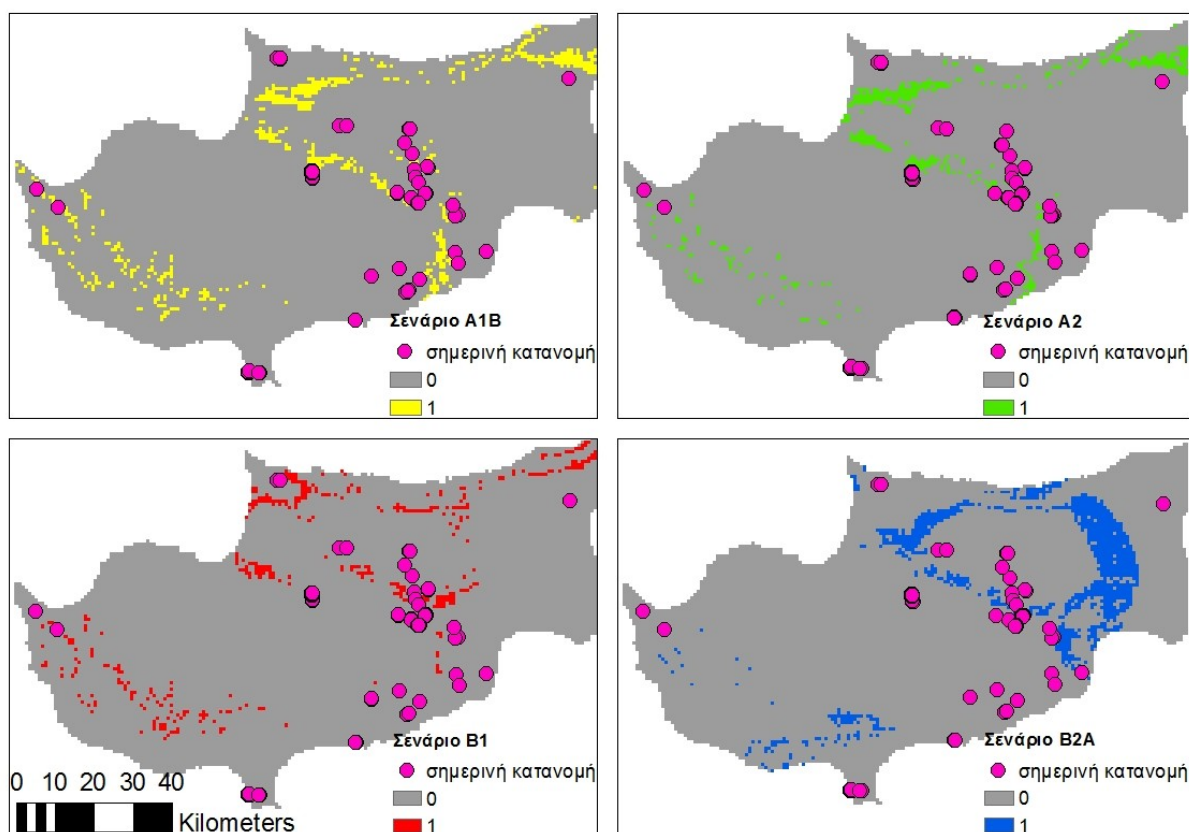 Σενάριο A1B
σημερινή κατανομή
0
1
Σενάριο A2
σημερινή κατανομή
0
1
Σενάριο B1
σημερινή κατανομή
0
1
0 10 20 30 40
Kilometers
Σενάριο B2A
σημερινή κατανομή
0
1